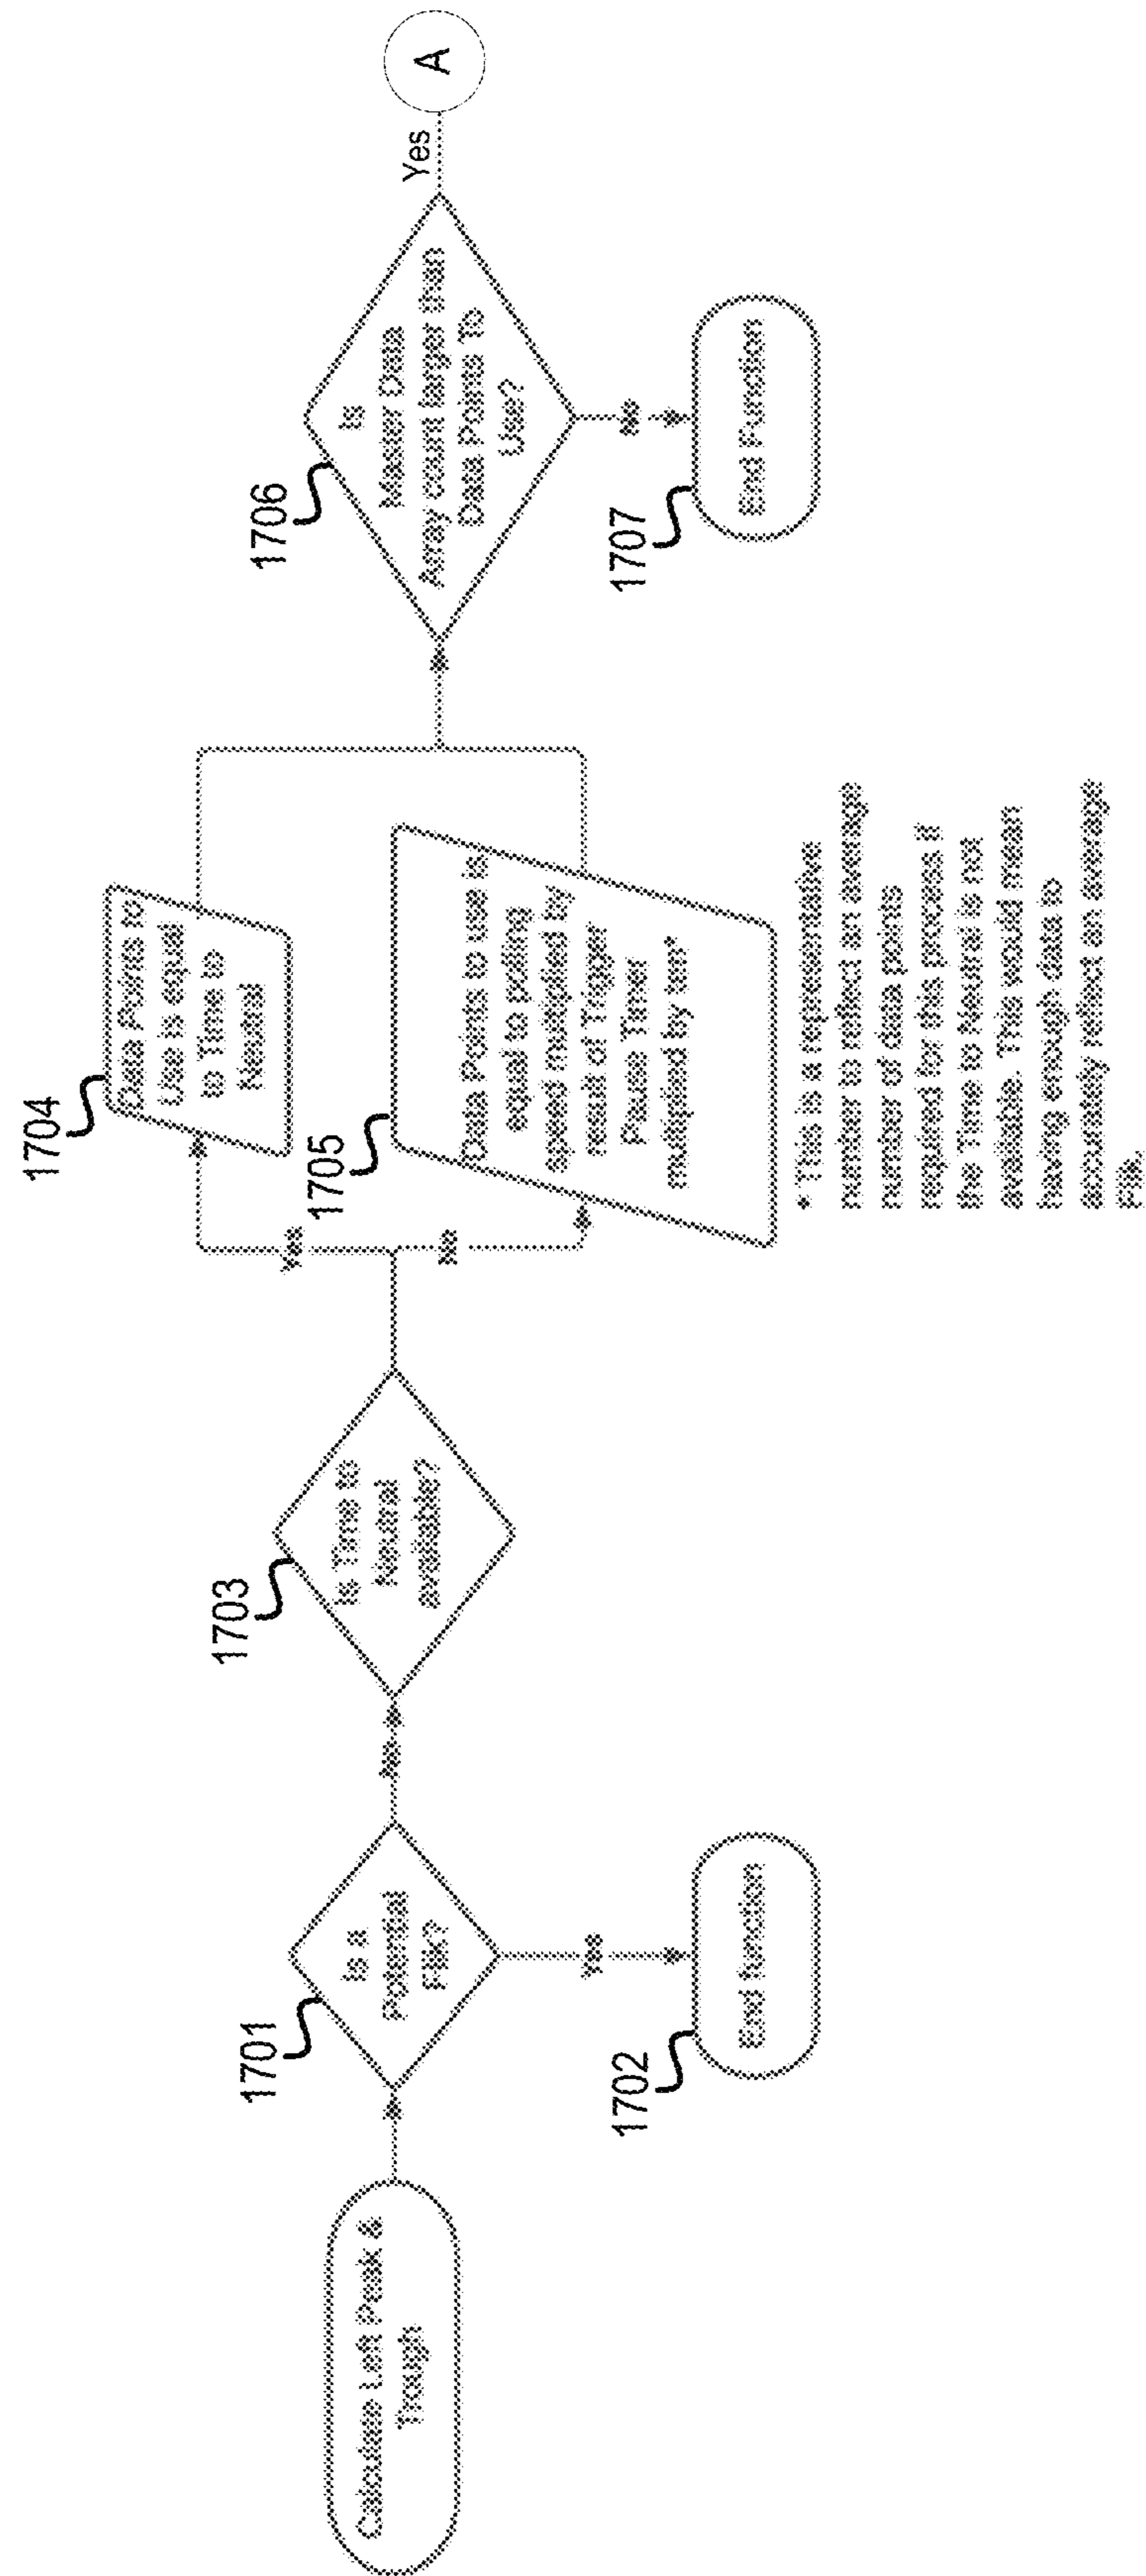 Calculate Left Peak &
Trough
1701
Is a
Potential
Flik?
No
yes
1702
End function
1703
Is Time to
Neutral
available?
yes
No
1704
Data Points to
Use is equal
to Time to
Neutral
1705
Data Points to use is
equal to polling
speed multiplied by
result of Trigger
Pause Timer
multiplied by ten*
* This is a representative
number to reflect an average
number of data points
required for this process if
the Time to Neutral is not
available. This would mean
having enough data to
accurately reflect an average
Flik.
1706
Is
Master Data
Array count larger than
Data Points To
Use?
Yes
A
No
1707
End Function